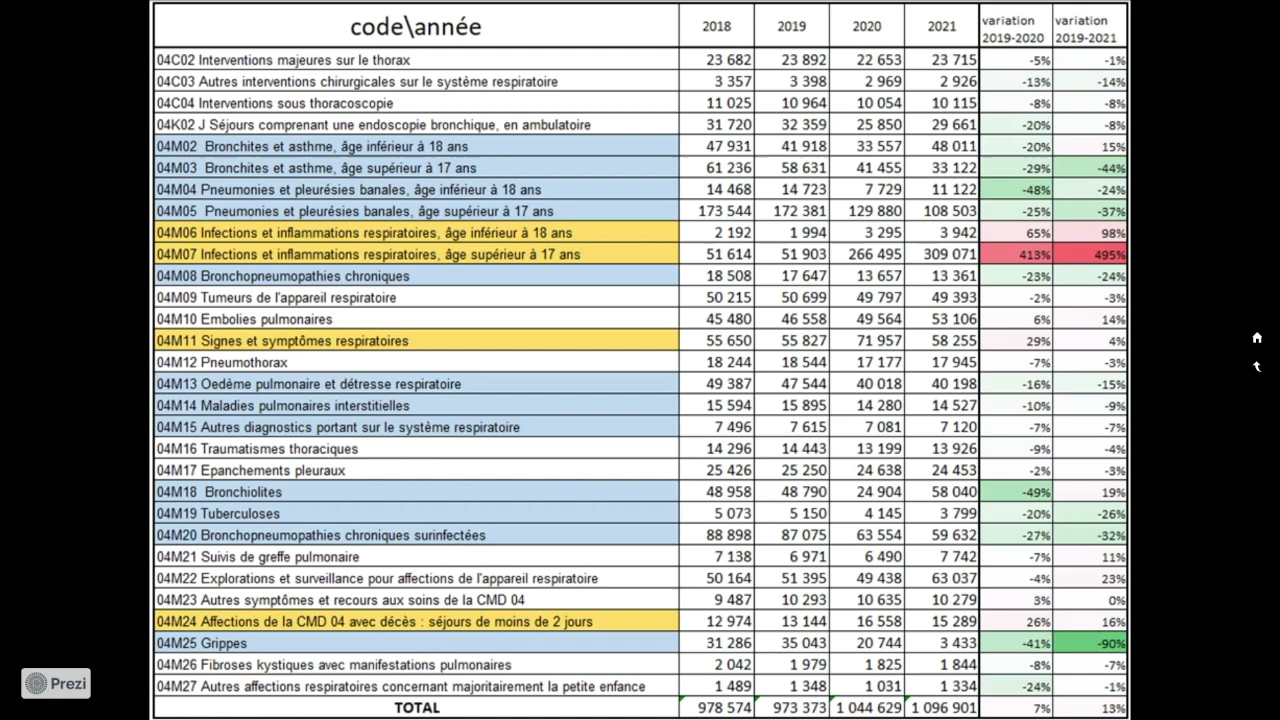 code\année 2018 2019 2020 2021 variation 2019-2020 variation 2019-2021
04C02 Interventions majeures sur le thorax 23 682 23 892 22 653 23 715 -5% -1%
04C03 Autres interventions chirurgicales sur le système respiratoire 3 357 3 398 2 969 2 926 -13% -14%
04C04 Interventions sous thoracoscopie 11 025 10 964 10 054 10 115 -8% -8%
04K02 J Séjours comprenant une endoscopie bronchique, en ambulatoire 31 720 32 359 25 850 29 661 -20% -8%
04M02 Bronchites et asthme, âge inférieur à 18 ans 47 931 41 918 33 557 48 011 -20% 15%
04M03 Bronchites et asthme, âge supérieur à 17 ans 61 236 58 631 41 455 33 122 -29% -44%
04M04 Pneumonies et pleurésies banales, âge inférieur à 18 ans 14 468 14 723 7 729 11 122 -48% -24%
04M05 Pneumonies et pleurésies banales, âge supérieur à 17 ans 173 544 172 381 129 880 108 503 -25% -37%
04M06 Infections et inflammations respiratoires, âge inférieur à 18 ans 2 192 1 994 3 295 3 942 65% 98%
04M07 Infections et inflammations respiratoires, âge supérieur à 17 ans 51 614 51 903 266 495 309 071 413% 495%
04M08 Bronchopneumopathies chroniques 18 508 17 647 13 657 13 361 -23% -24%
04M09 Tumeurs de l'appareil respiratoire 50 215 50 699 49 797 49 393 -2% -3%
04M10 Embolies pulmonaires 45 480 46 558 49 564 53 106 6% 14%
04M11 Signes et symptômes respiratoires 55 650 55 827 71 957 58 255 29% 4%
04M12 Pneumothorax 18 244 18 544 17 177 17 945 -7% -3%
04M13 Oedème pulmonaire et détresse respiratoire 49 387 47 544 40 018 40 198 -16% -15%
04M14 Maladies pulmonaires interstitielles 15 594 15 895 14 280 14 527 -10% -9%
04M15 Autres diagnostics portant sur le système respiratoire 7 496 7 615 7 081 7 120 -7% -7%
04M16 Traumatismes thoraciques 14 296 14 443 13 199 13 926 -9% -4%
04M17 Epanchements pleuraux 25 426 25 250 24 638 24 453 -2% -3%
04M18 Bronchiolites 48 958 48 790 24 904 58 040 -49% 19%
04M19 Tuberculoses 5 073 5 150 4 145 3 799 -20% -26%
04M20 Bronchopneumopathies chroniques surinfectées 88 898 87 075 63 554 59 632 -27% -32%
04M21 Suivis de greffe pulmonaire 7 138 6 971 6 490 7 742 -7% 11%
04M22 Explorations et surveillance pour affections de l'appareil respiratoire 50 164 51 395 49 438 63 037 -4% 23%
04M23 Autres symptômes et recours aux soins de la CMD 04 9 487 10 293 10 635 10 279 3% 0%
04M24 Affections de la CMD 04 avec décès : séjours de moins de 2 jours 12 974 13 144 16 558 15 289 26% 16%
04M25 Grippes 31 286 35 043 20 744 3 433 -41% -90%
04M26 Fibroses kystiques avec manifestations pulmonaires 2 042 1 979 1 825 1 844 -8% -7%
04M27 Autres affections respiratoires concernant majoritairement la petite enfance 1 489 1 348 1 031 1 334 -24% -1%
TOTAL 978 574 973 373 1 044 629 1 096 901 7% 13%
Prezi